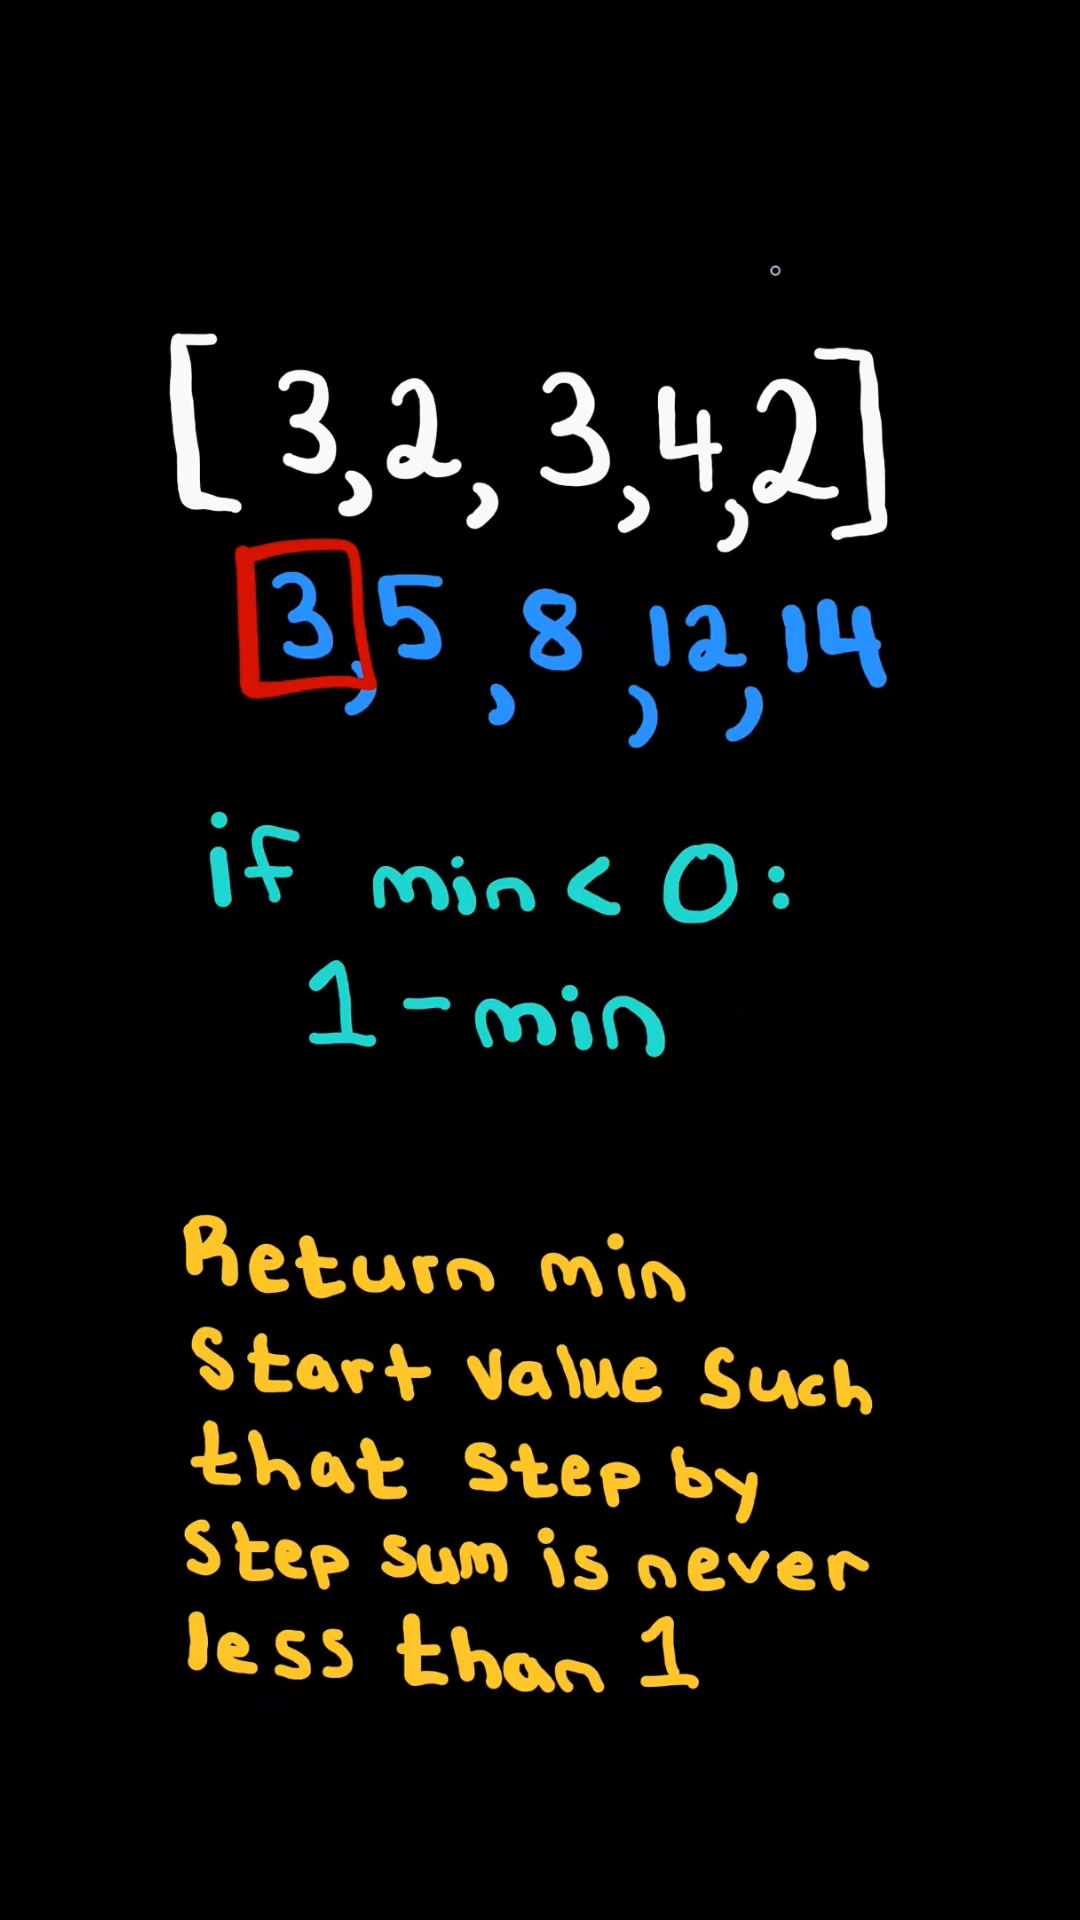 [3, 2, 3, 4, 2]
3, 5, 8, 12, 14
if min < 0:
1 - min
Return min
Start value Such
that Step by
Step sum is never
less than 1